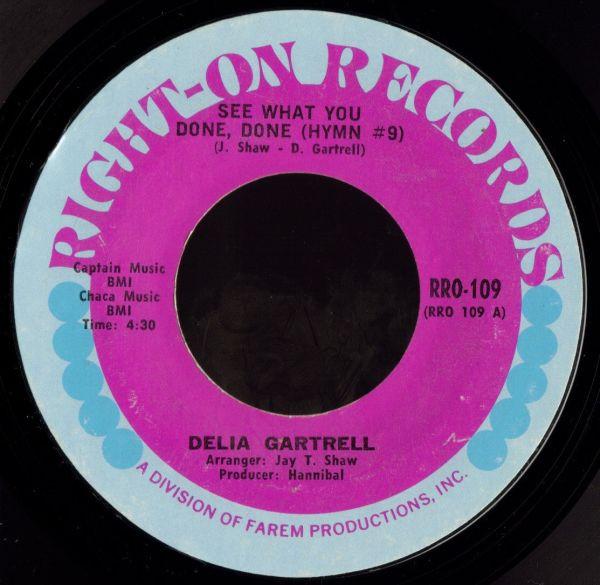 RIGHT-ON RECORDS
SEE WHAT YOU
DONE, DONE (HYMN #9)
(J. Shaw - D. Gartrell)
Captain Music
BMI
Chaca Music
BMI
Time: 4:30
RRO-109
(RRO 109 A)
DELIA GARTRELL
Arranger: Jay T. Shaw
Producer: Hannibal
A DIVISION OF FAREM PRODUCTIONS, INC.